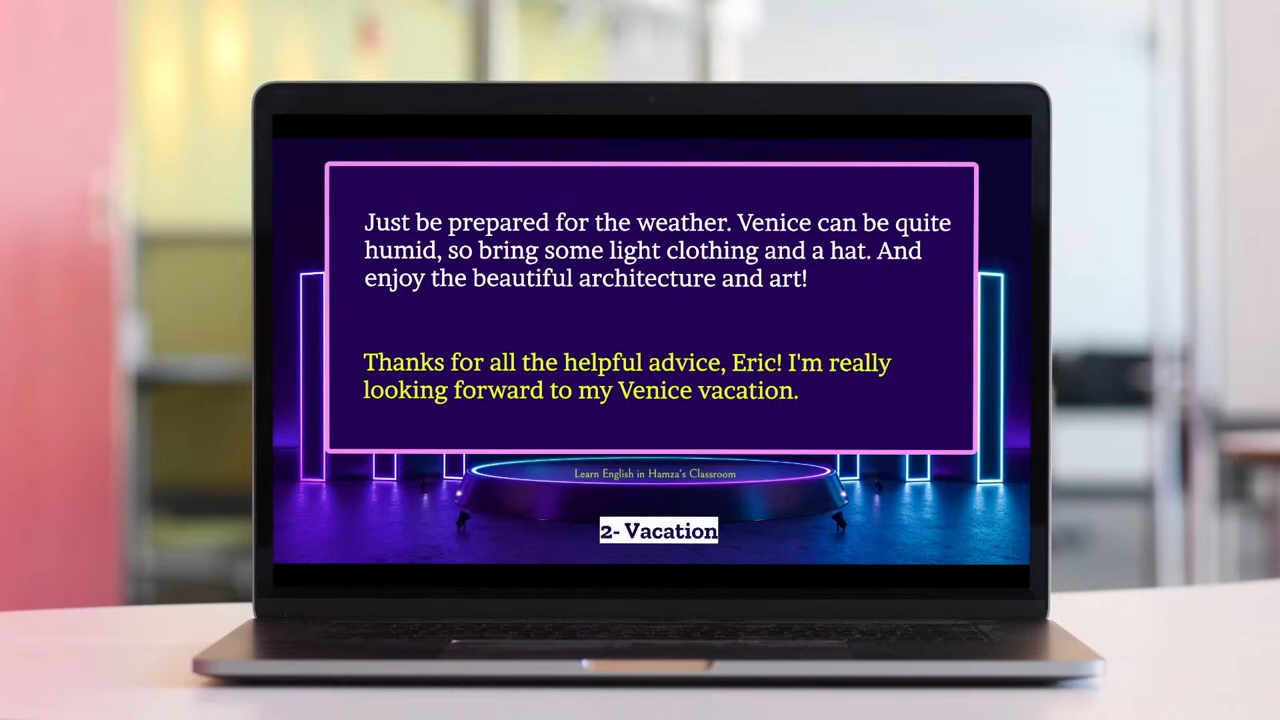 Just be prepared for the weather. Venice can be quite
humid, so bring some light clothing and a hat. And
enjoy the beautiful architecture and art!
Thanks for all the helpful advice, Eric! I'm really
looking forward to my Venice vacation.
Learn English in Hamza's Classroom
2- Vacation